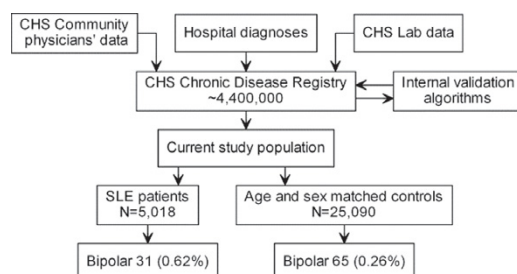 CHS Community
physicians' data
Hospital diagnoses
CHS Lab data
CHS Chronic Disease Registry
~4,400,000
Internal validation
algorithms
Current study population
SLE patients
N=5,018
Age and sex matched controls
N=25,090
Bipolar 31 (0.62%)
Bipolar 65 (0.26%)